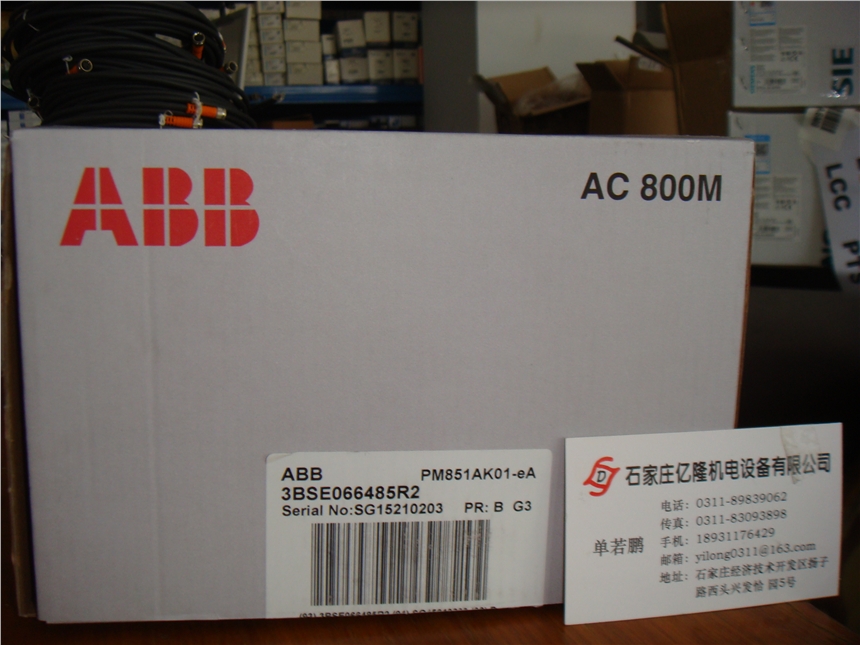 ABB
AC 800M
SIE
LCC
ABB PM851AK01-eA
3BSE066485R2
Serial No:SG15210203 PR: B G3
石家庄亿隆机电设备有限公司
电话: 0311-89839062
传真: 0311-83093898
单若鹏
手机: 18931176429
邮箱: yilong0311@163.com
地址: 石家庄经济技术开发区扬子
路西头兴发恰 园5号